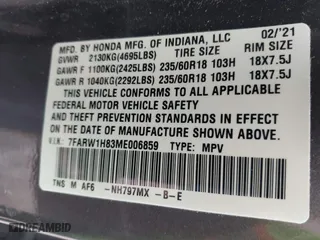 MFD. BY HONDA MFG. OF INDIANA, LLC 02/'21
GVWR 2130KG(4695LBS) TIRE SIZE RIM SIZE
GAWR F 1100KG(2425LBS) 235/60R18 103H 18X7.5J
GAWR R 1040KG(2292LBS) 235/60R18 103H 18X7.5J
THIS VEHICLE CONFORMS TO ALL APPLICABLE
FEDERAL MOTOR VEHICLE SAFETY AND
THEFT PREVENTION STANDARDS IN EFFECT
ON THE DATE OF MANUFACTURE SHOWN ABOVE.
V.I.N: 7FARW1H83ME006859 TYPE: MPV
TNS M AF6 -NH797MX -B-E
DREAMBID